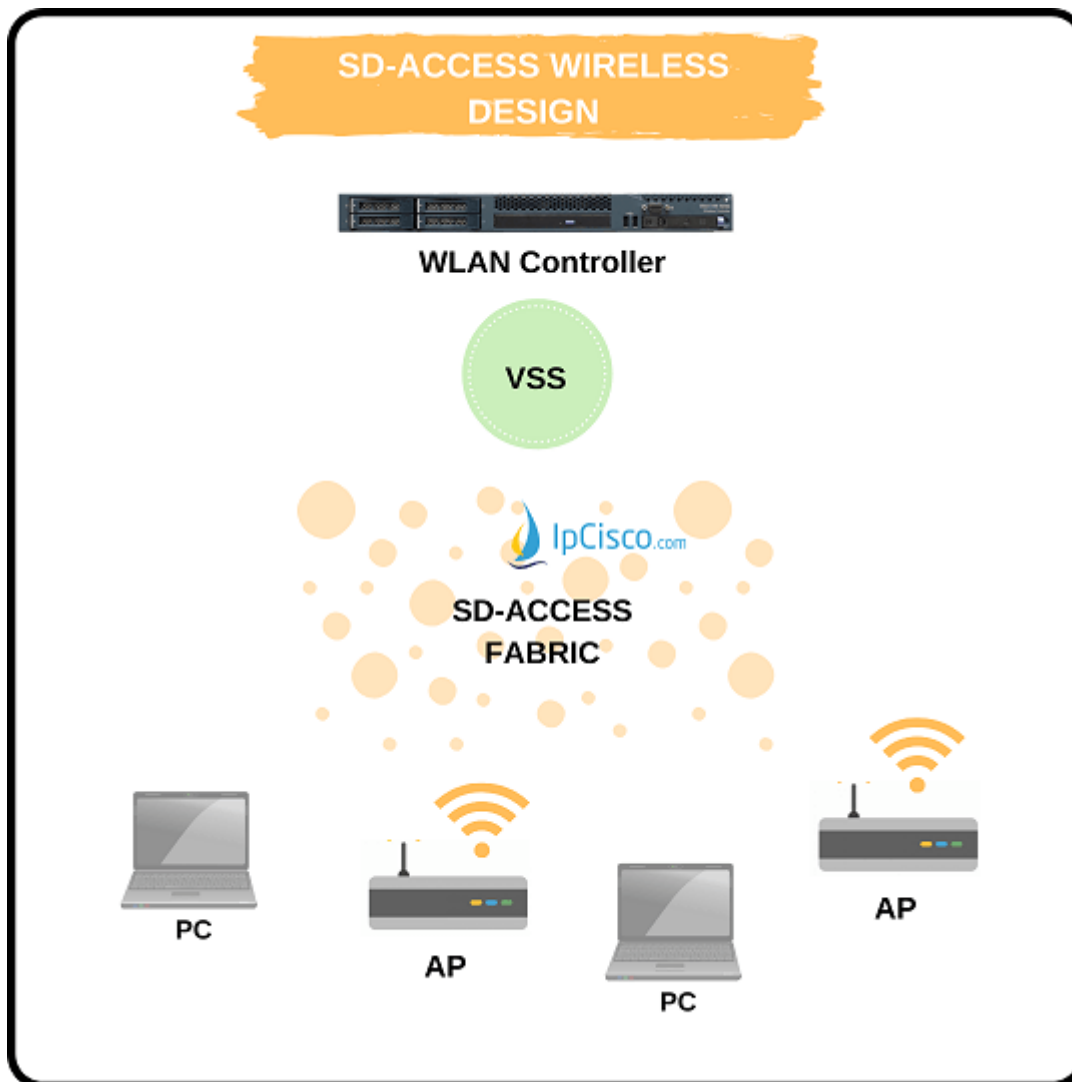 SD-ACCESS WIRELESS
DESIGN
WLAN Controller
VSS
IpCisco.com
SD-ACCESS
FABRIC
PC
AP
PC
AP